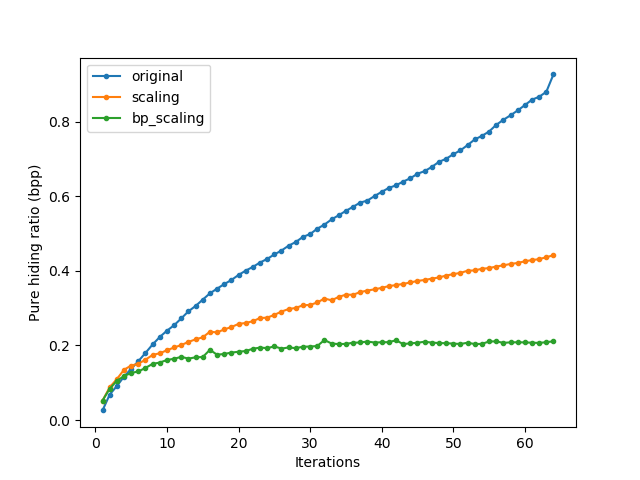 original
scaling
bp_scaling
Pure hiding ratio (bpp)
0.8
0.6
0.4
0.2
0.0
0 10 20 30 40 50 60
Iterations